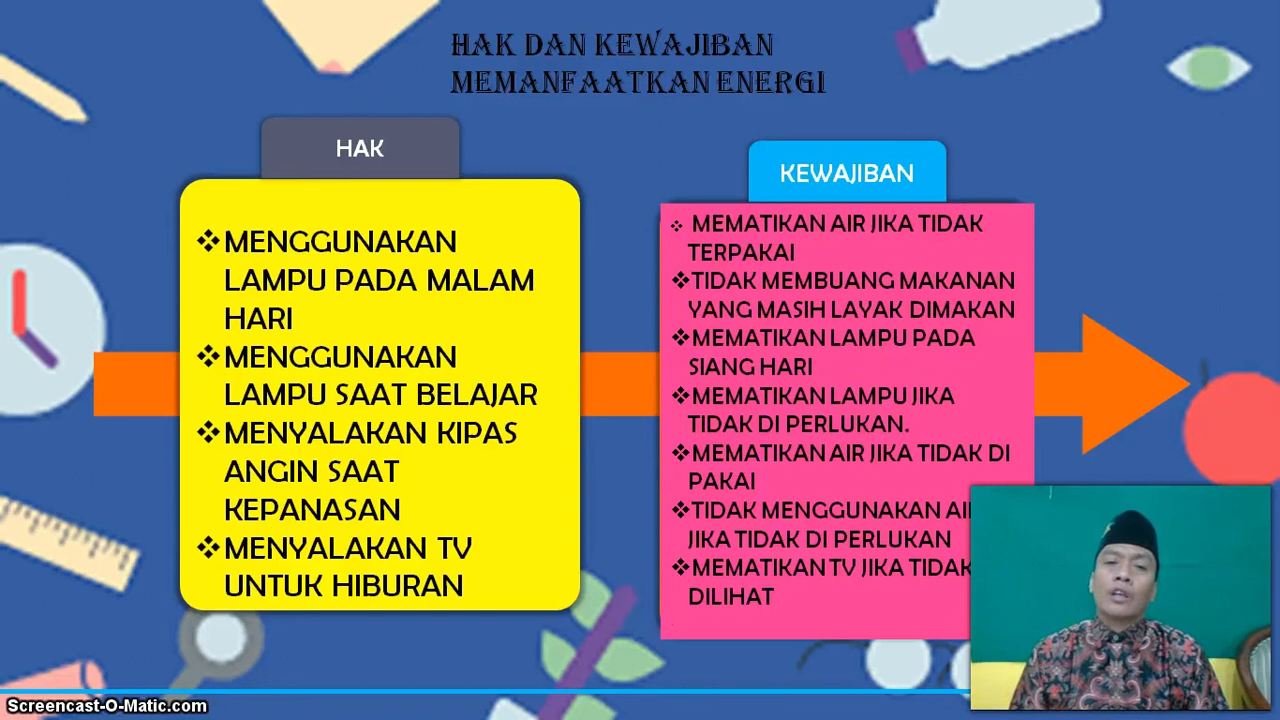 HAK DAN KEWAJIBAN
MEMANFAATKAN ENERGI
HAK
MENGGUNAKAN
LAMPU PADA MALAM
HARI
MENGGUNAKAN
LAMPU SAAT BELAJAR
MENYALAKAN KIPAS
ANGIN SAAT
KEPANASAN
MENYALAKAN TV
UNTUK HIBURAN
KEWAJIBAN
MEMATIKAN AIR JIKA TIDAK
TERPAKAI
TIDAK MEMBUANG MAKANAN
YANG MASIH LAYAK DIMAKAN
MEMATIKAN LAMPU PADA
SIANG HARI
MEMATIKAN LAMPU JIKA
TIDAK DI PERLUKAN.
MEMATIKAN AIR JIKA TIDAK DI
PAKAI
TIDAK MENGGUNAKAN
JIKA TIDAK DI PERLUKAN
MEMATIKAN TV JIKA TIDAK
DILIHAT
Screencast-O-Matic.com